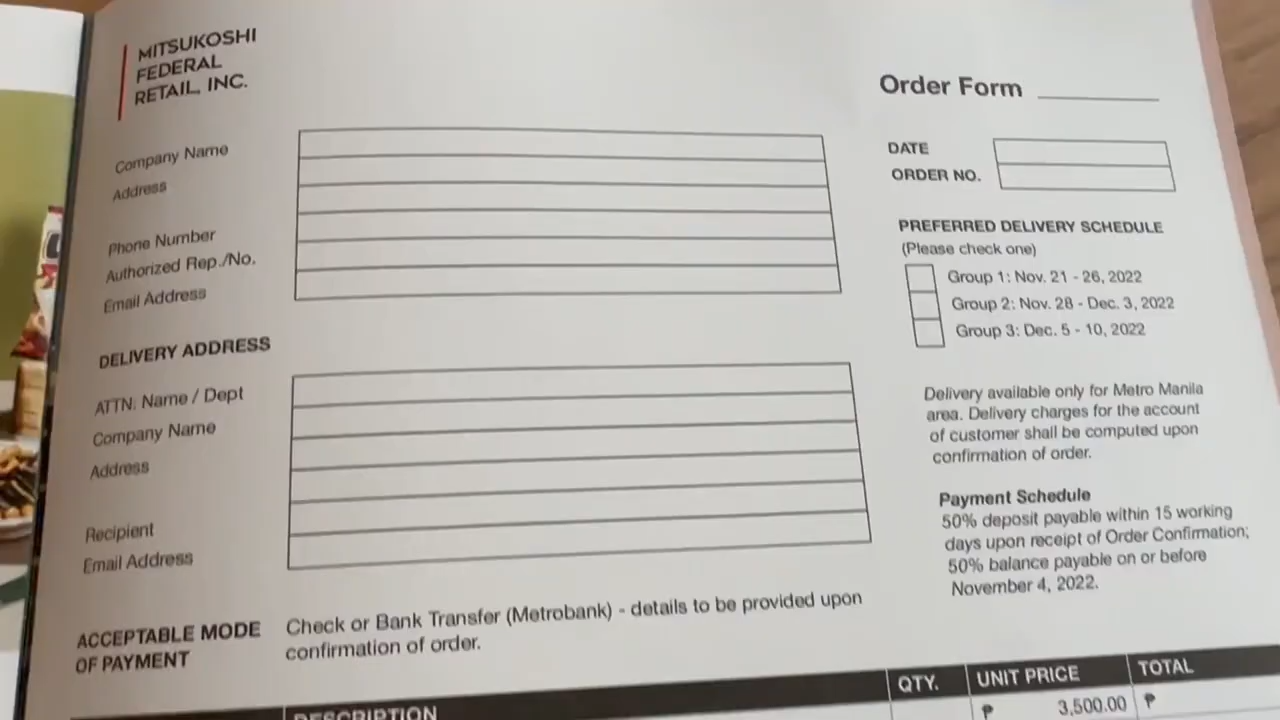 MITSUKOSHI
FEDERAL
RETAIL, INC.
Order Form
Company Name
Address
Phone Number
Authorized Rep./No.
Email Address
DATE
ORDER NO.
PREFERRED DELIVERY SCHEDULE
(Please check one)
Group 1: Nov. 21 - 26, 2022
Group 2: Nov. 28 - Dec. 3, 2022
Group 3: Dec. 5 - 10, 2022
DELIVERY ADDRESS
ATTN: Name / Dept
Company Name
Address
Recipient
Email Address
Delivery available only for Metro Manila
area. Delivery charges for the account
of customer shall be computed upon
confirmation of order.
Payment Schedule
50% deposit payable within 15 working
days upon receipt of Order Confirmation;
50% balance payable on or before
November 4, 2022.
ACCEPTABLE MODE
OF PAYMENT
Check or Bank Transfer (Metrobank) - details to be provided upon
confirmation of order.
DESCRIPTION
QTY.
UNIT PRICE
TOTAL
₱ 3,500.00
₱